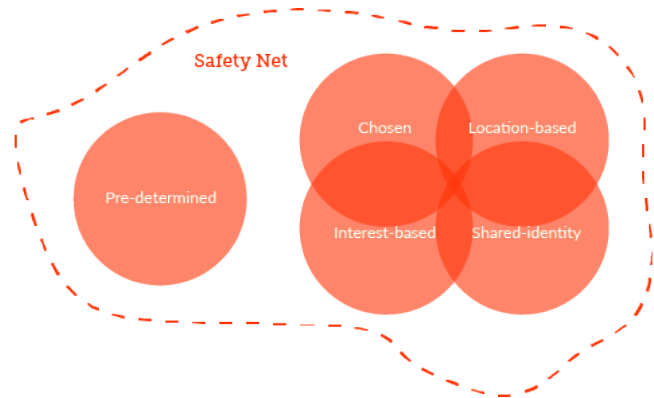 Safety Net
Chosen
Location-based
Pre-determined
Interest-based
Shared-identity